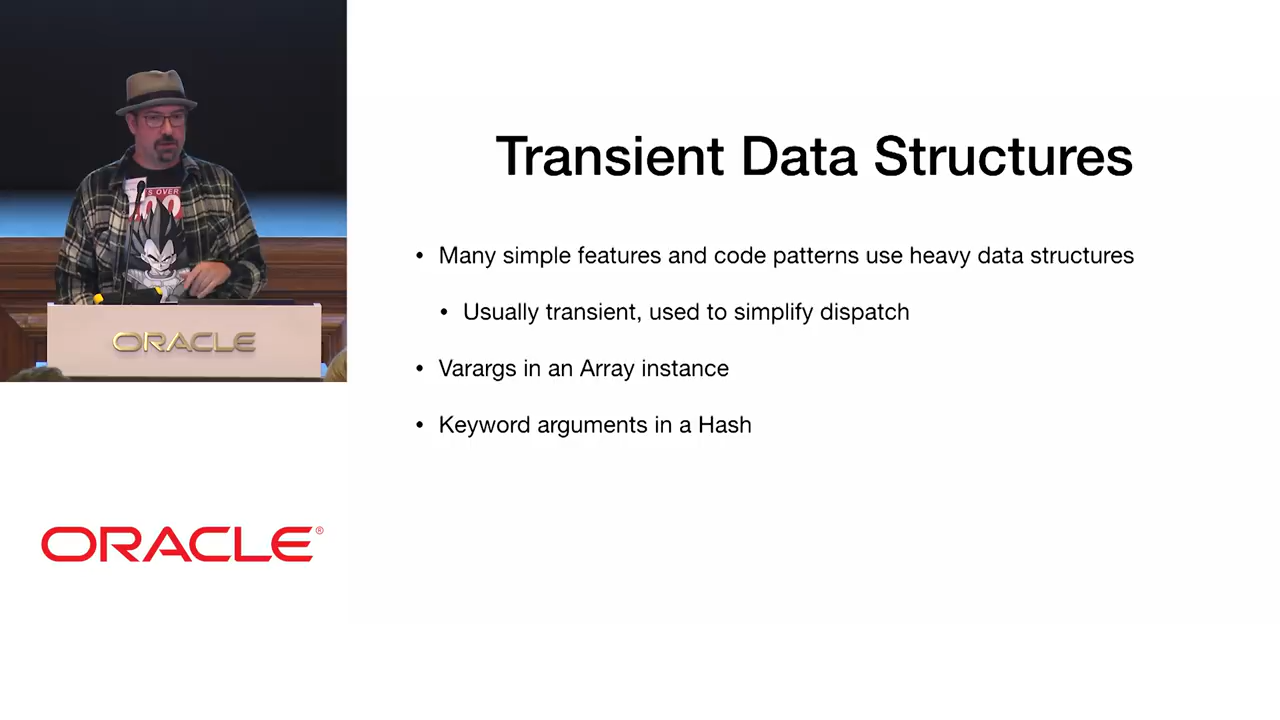 Transient Data Structures
• Many simple features and code patterns use heavy data structures
• Usually transient, used to simplify dispatch
• Varargs in an Array instance
• Keyword arguments in a Hash
S OVER
ORACLE
ORACLE®